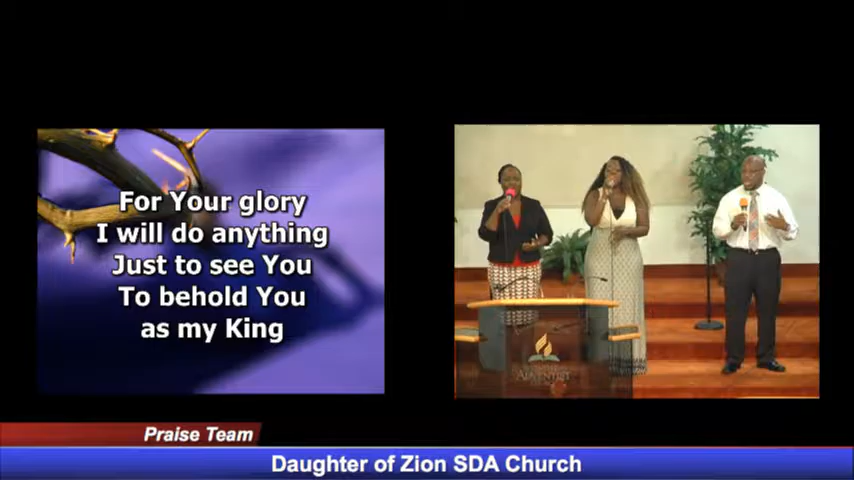 For Your glory
I will do anything
Just to see You
To behold You
as my King
Praise Team
Daughter of Zion SDA Church